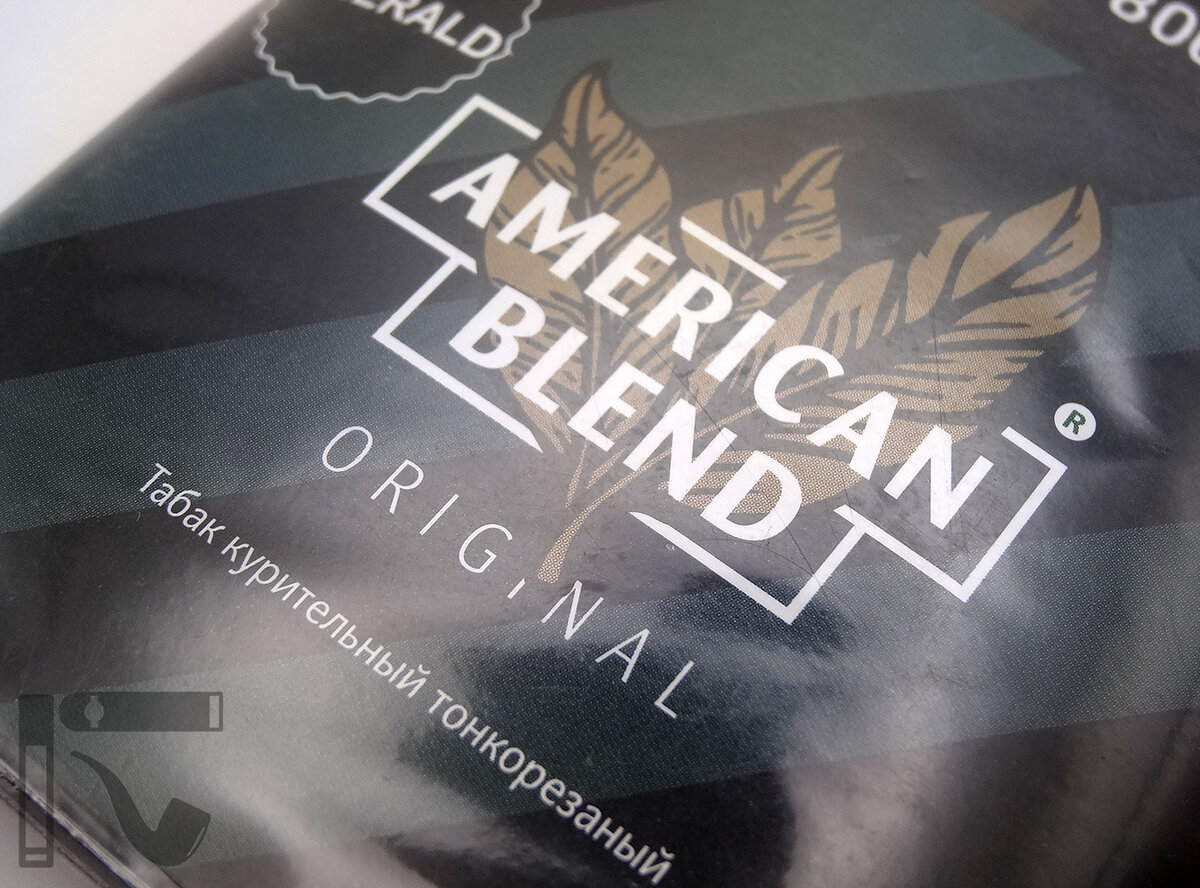 AMERICAN
BLEND
®
ORIGINAL
Табак курительный тонкорезаный